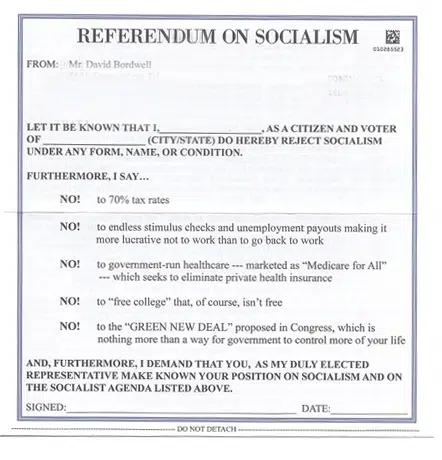 REFERENDUM ON SOCIALISM
010285523
FROM: Mr. David Bordwell
LET IT BE KNOWN THAT I,____________________, AS A CITIZEN AND VOTER
OF ____________________ (CITY/STATE) DO HEREBY REJECT SOCIALISM
UNDER ANY FORM, NAME, OR CONDITION.
FURTHERMORE, I SAY…
NO! to 70% tax rates
NO! to endless stimulus checks and unemployment payouts making it
more lucrative not to work than to go back to work
NO! to government-run healthcare --- marketed as “Medicare for All”
--- which seeks to eliminate private health insurance
NO! to “free college” that, of course, isn’t free
NO! to the “GREEN NEW DEAL” proposed in Congress, which is
nothing more than a way for government to control more of your life
AND, FURTHERMORE, I DEMAND THAT YOU, AS MY DULY ELECTED
REPRESENTATIVE MAKE KNOWN YOUR POSITION ON SOCIALISM AND ON
THE SOCIALIST AGENDA LISTED ABOVE.
SIGNED:________________________________________ DATE:______________
DO NOT DETACH